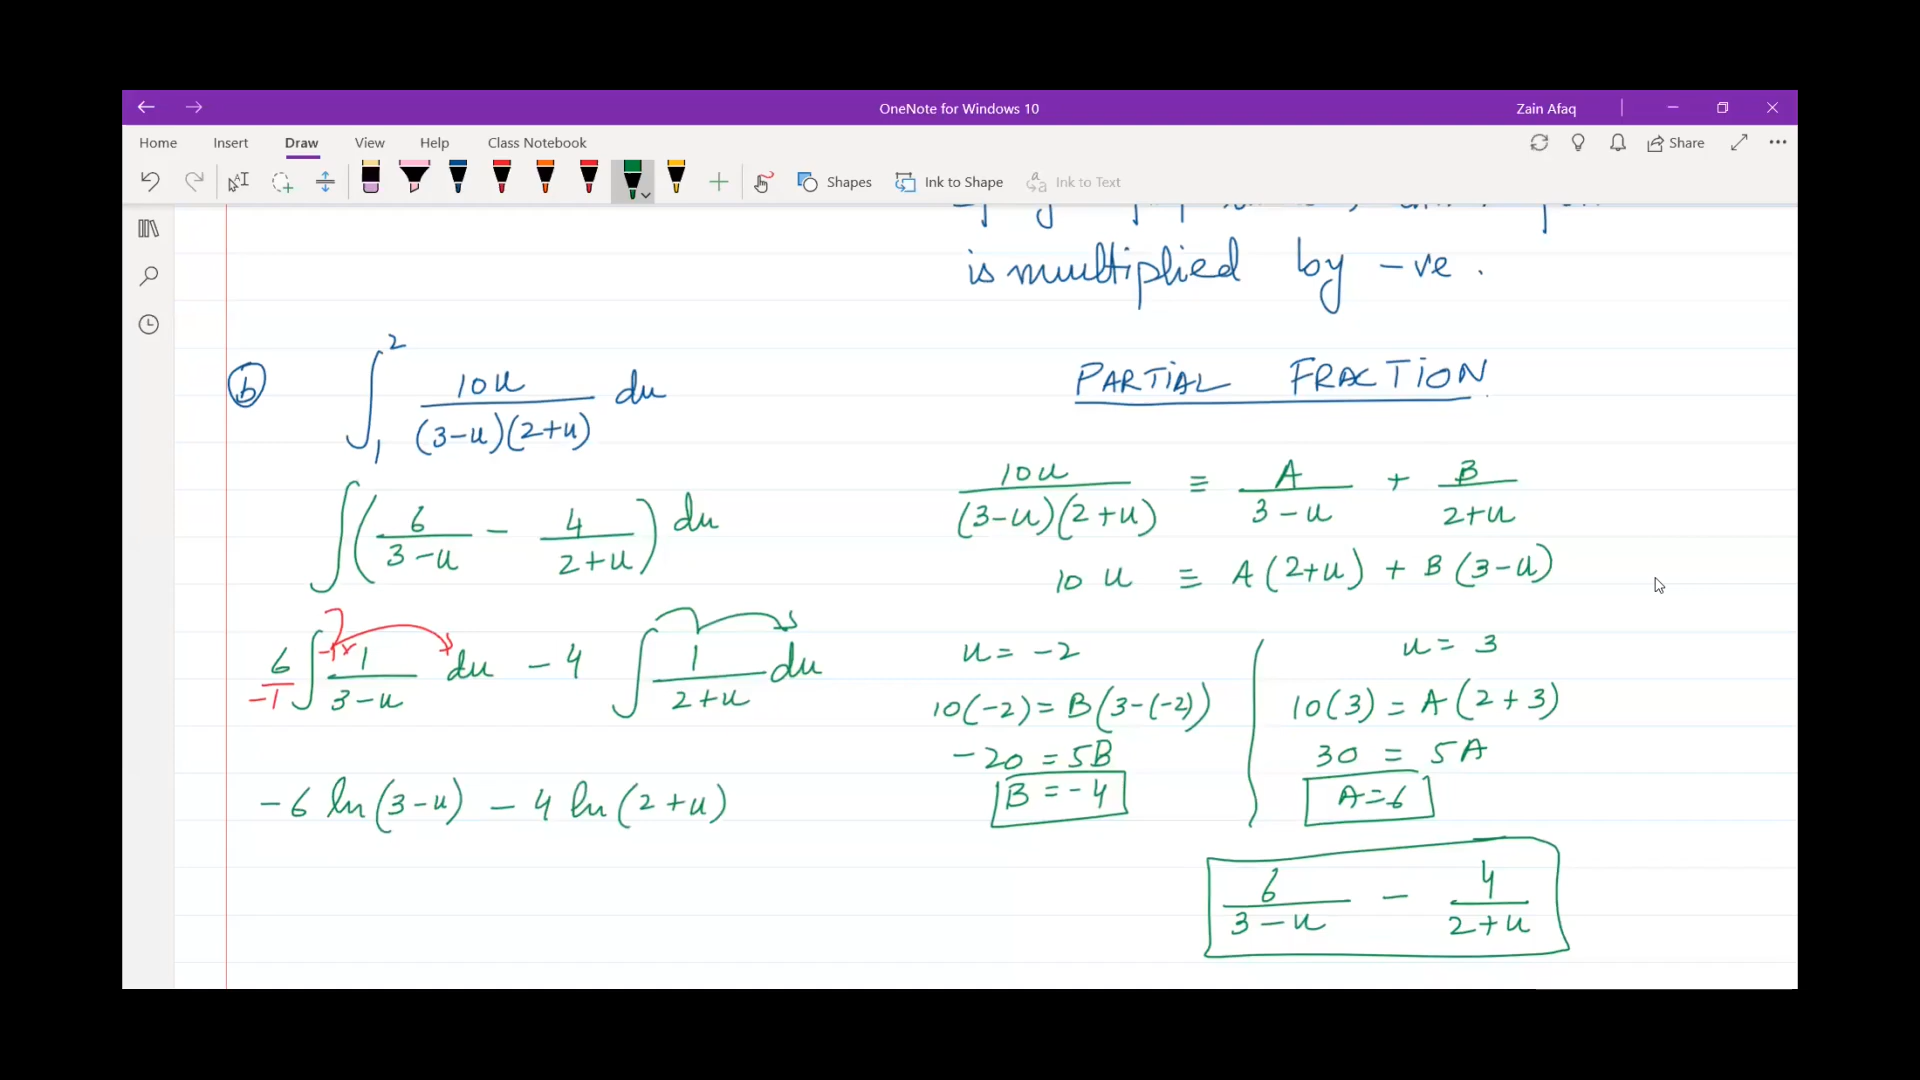 OneNote for Windows 10
Zain Afaq
Home Insert Draw View Help Class Notebook
Share
Shapes Ink to Shape Ink to Text
is multiplied by -ve.
b ∫₁² 10u/((3-u)(2+u)) du
∫(6/(3-u) - 4/(2+u)) du
6/-1 ∫ -1× 1/(3-u) du - 4 ∫ 1/(2+u) du
-6 ln(3-u) - 4 ln(2+u)
PARTIAL FRACTION
10u/((3-u)(2+u)) ≡ A/(3-u) + B/(2+u)
10u ≡ A(2+u) + B(3-u)
u = -2
10(-2) = B(3-(-2))
-20 = 5B
B = -4
u = 3
10(3) = A(2+3)
30 = 5A
A=6
6/(3-u) - 4/(2+u)